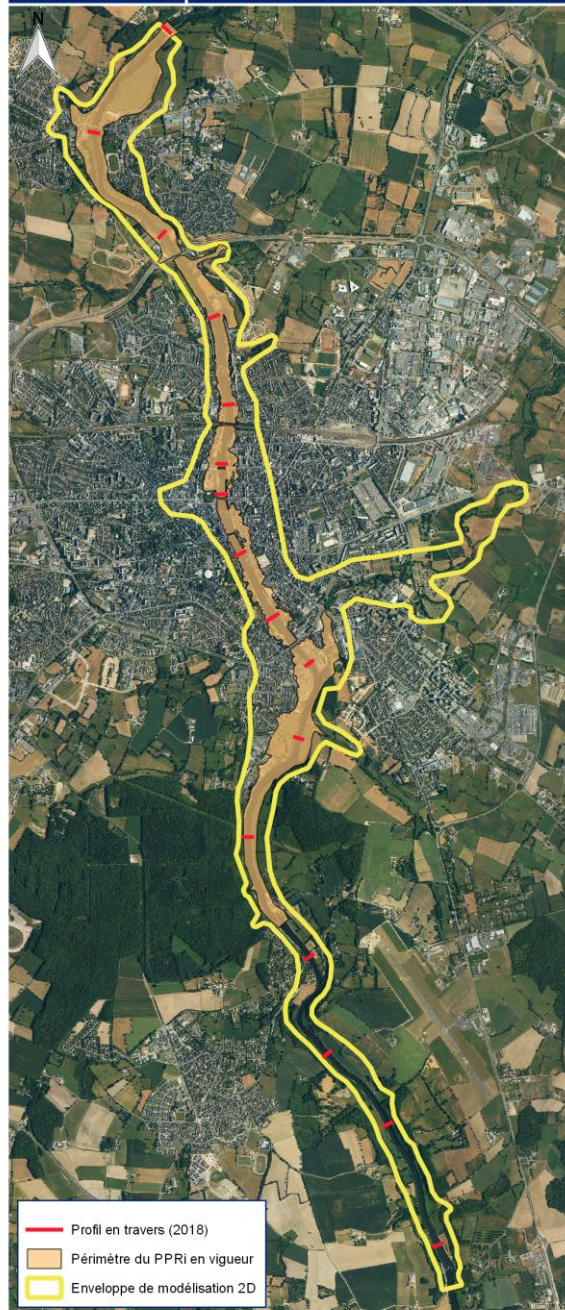 N
Profil en travers (2018)
Périmètre du PPRi en vigueur
Enveloppe de modélisation 2D